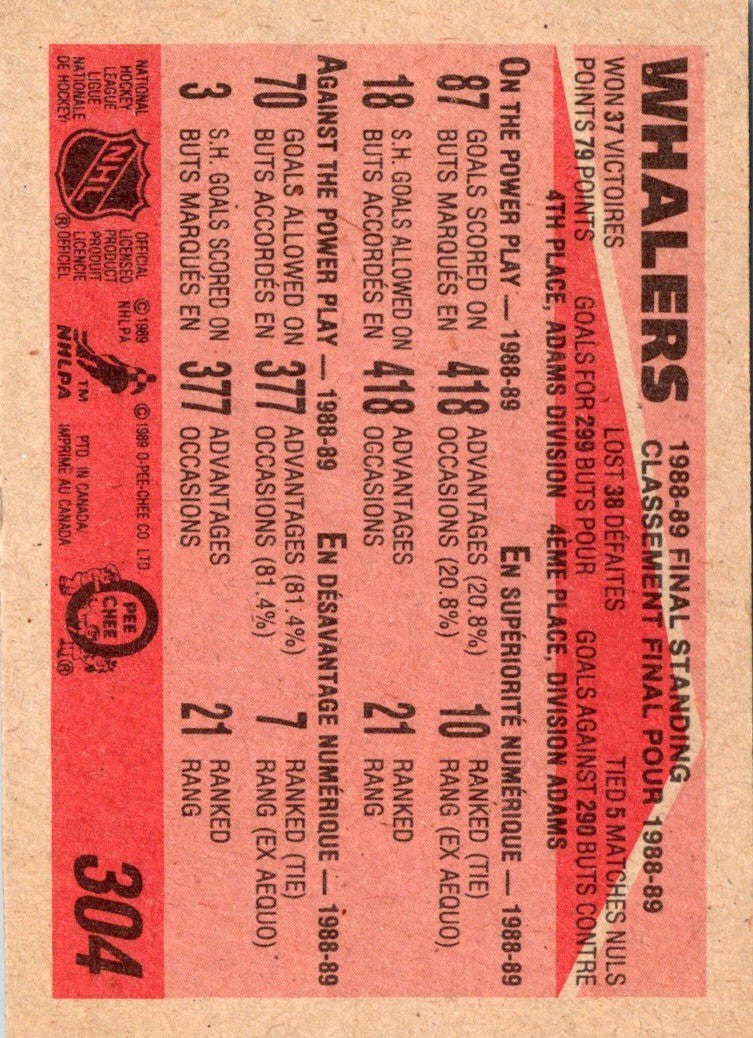 WHALERS
1988-89 FINAL STANDING
CLASSEMENT FINAL POUR 1988-89
WON 37 VICTOIRES LOST 38 DÉFAITES TIED 5 MATCHES NULS
POINTS 79 POINTS GOALS FOR 299 BUTS POUR GOALS AGAINST 290 BUTS CONTRE
4TH PLACE, ADAMS DIVISION 4ÈME PLACE, DIVISION ADAMS
ON THE POWER PLAY — 1988-89 EN SUPÉRIORITÉ NUMÉRIQUE — 1988-89
87 GOALS SCORED ON 418 ADVANTAGES (20.8%) 10 RANKED (TIE)
BUTS MARQUÉS EN OCCASIONS (20.8%) RANG (EX AEQUO)
18 S.H. GOALS ALLOWED ON 418 ADVANTAGES 21 RANKED
BUTS ACCORDÉS EN OCCASIONS RANG
AGAINST THE POWER PLAY — 1988-89 EN DÉSAVANTAGE NUMÉRIQUE — 1988-89
70 GOALS ALLOWED ON 377 ADVANTAGES (81.4%) 7 RANKED (TIE)
BUTS ACCORDÉS EN OCCASIONS (81.4%) RANG (EX AEQUO)
3 S.H. GOALS SCORED ON 377 ADVANTAGES 21 RANKED
BUTS MARQUÉS EN OCCASIONS RANG
NATIONAL
HOCKEY
LEAGUE
LIGUE
NATIONALE
DE HOCKEY
NHL
®
OFFICIAL
LICENSED
PRODUCT
PRODUIT
LICENCIE
OFFICIEL
© 1989
NHLPA
TM
NHLPA
© 1989 O-PEE-CHEE CO. LTD.
PTD. IN CANADA/
IMPRIMÉ AU CANADA
O
PEE
CHEE
®
304